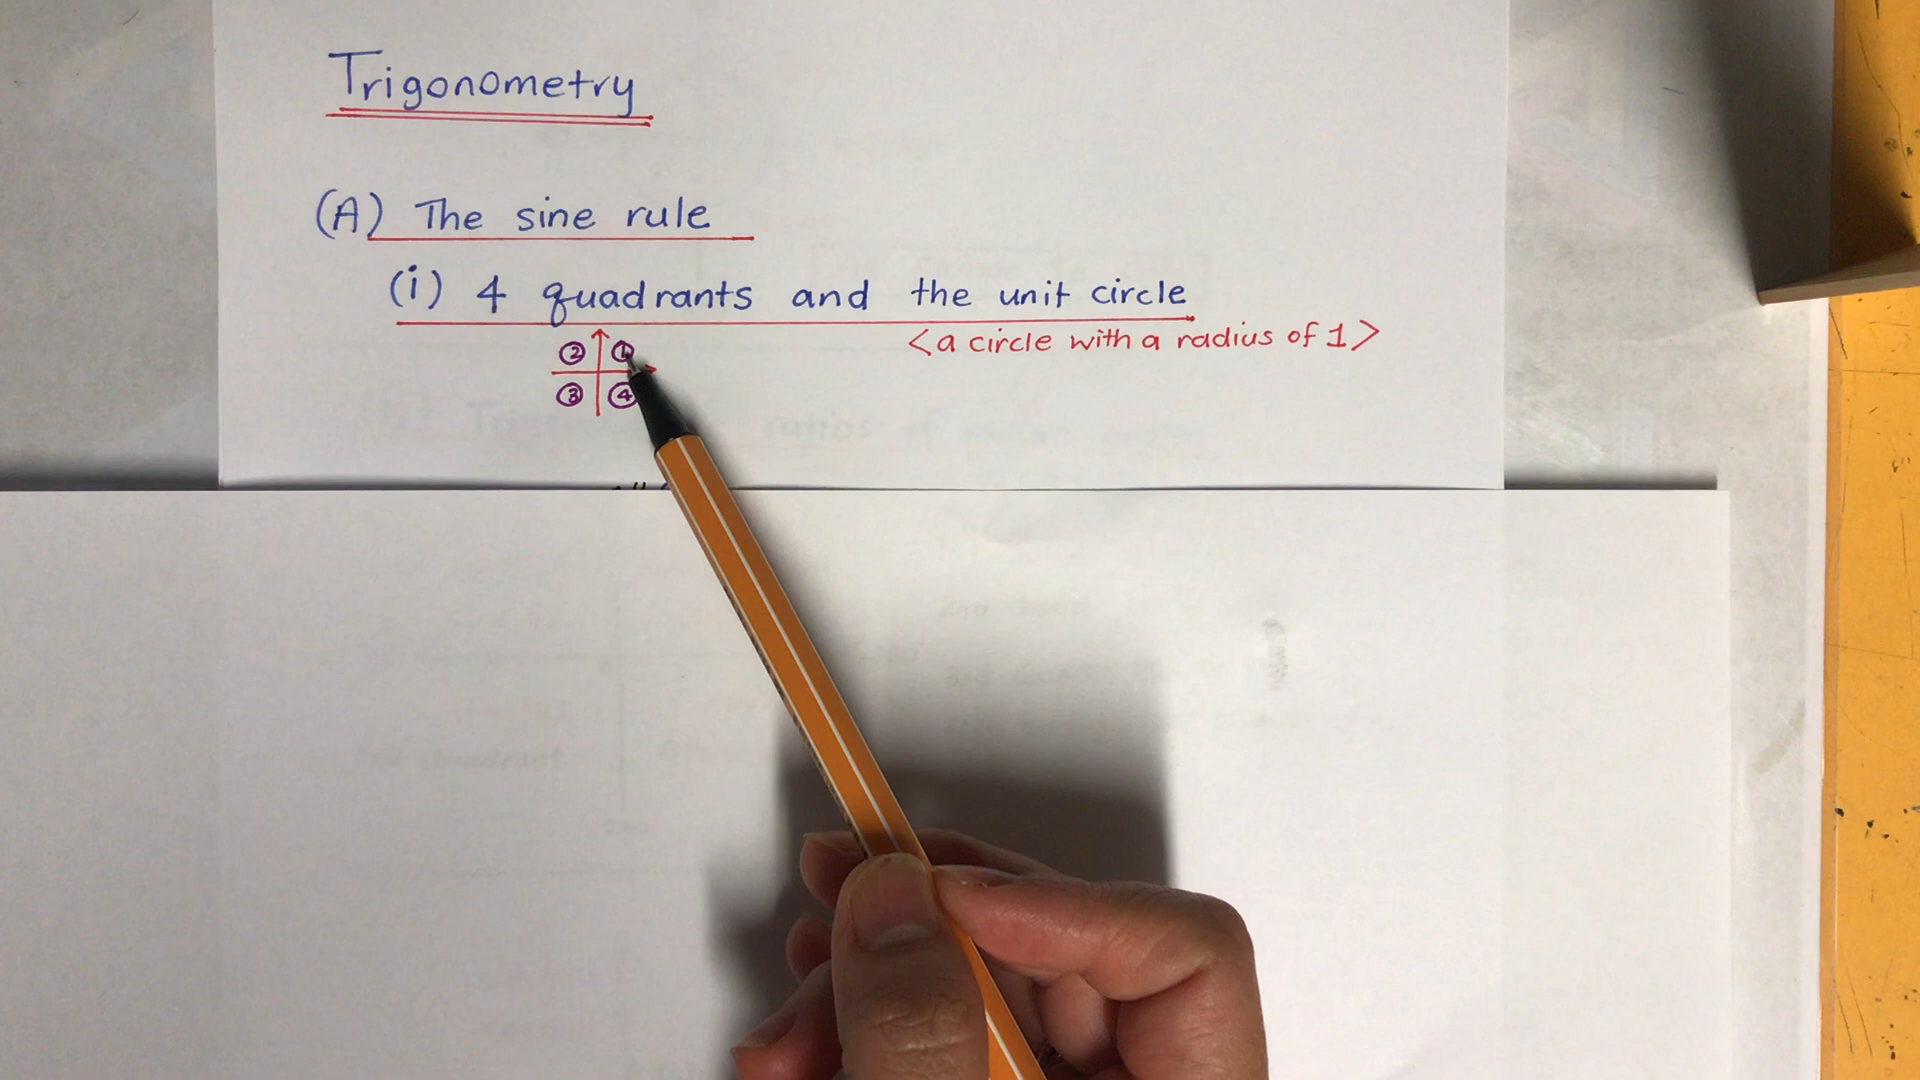 Trigonometry
(A) The sine rule
(i) 4 quadrants and the unit circle
<a circle with a radius of 1>
② ①
③ ④